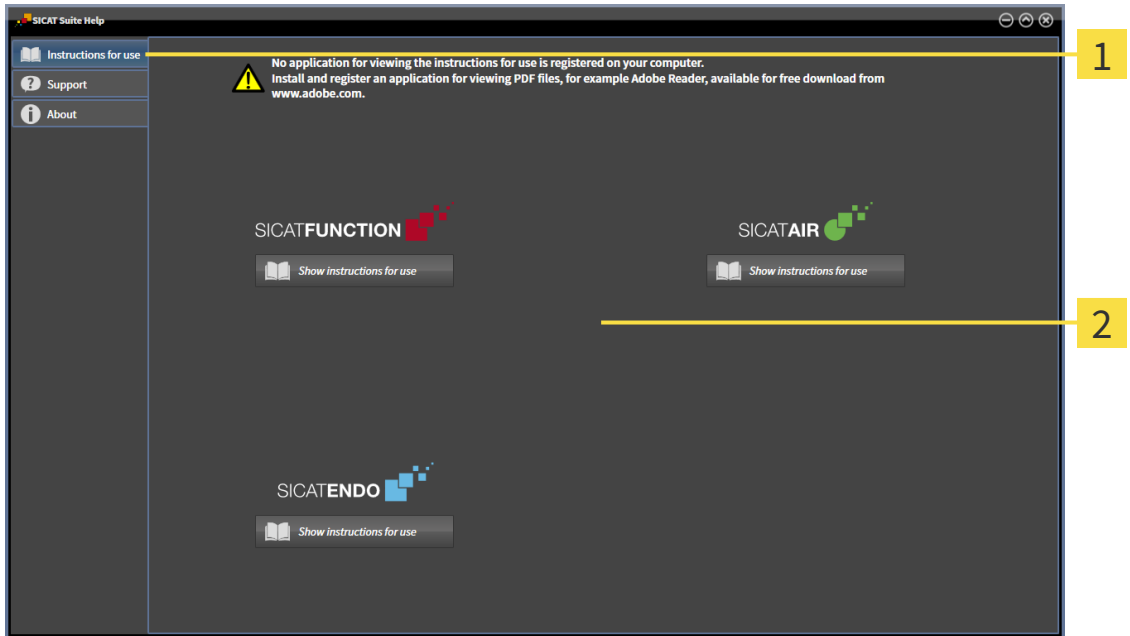 SICAT Suite Help
Instructions for use
Support
About
No application for viewing the instructions for use is registered on your computer.
Install and register an application for viewing PDF files, for example Adobe Reader, available for free download from
www.adobe.com.
SICATFUNCTION
Show instructions for use
SICATAIR
Show instructions for use
SICATENDO
Show instructions for use
1
2